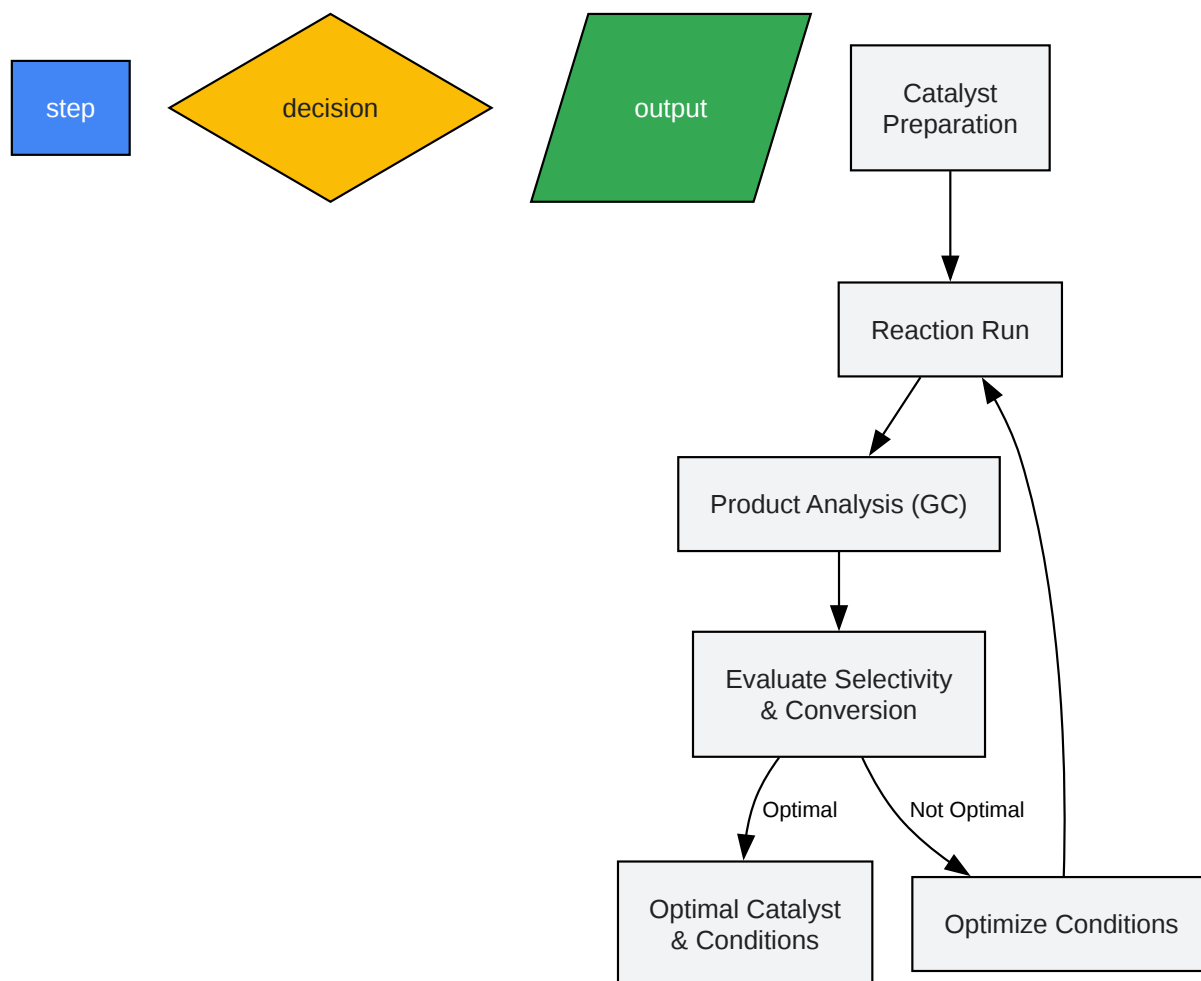 step
decision
output
Catalyst
Preparation
Reaction Run
Product Analysis (GC)
Evaluate Selectivity
& Conversion
Optimal
Not Optimal
Optimal Catalyst
& Conditions
Optimize Conditions